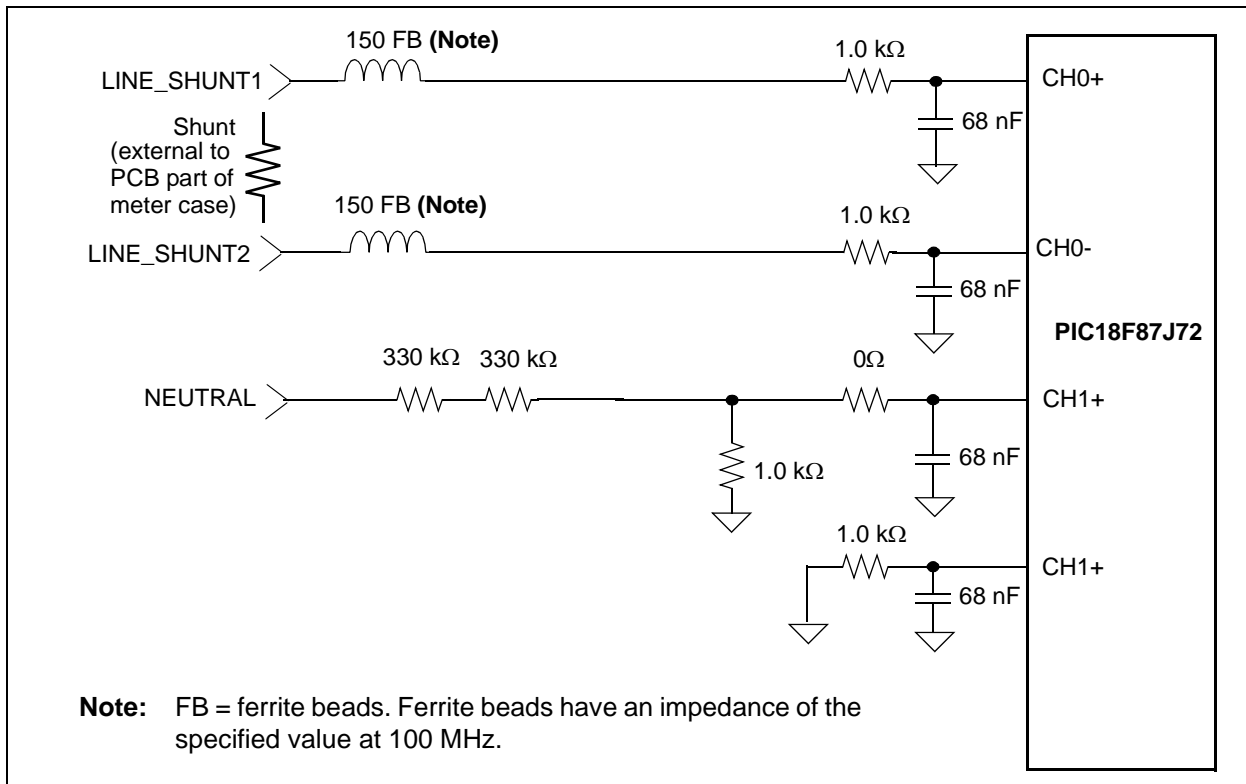 150 FB (Note)
1.0 kΩ
LINE_SHUNT1
CH0+
68 nF
Shunt
(external to
PCB part of
meter case)
150 FB (Note)
1.0 kΩ
LINE_SHUNT2
CH0-
68 nF
PIC18F87J72
330 kΩ 330 kΩ
0Ω
NEUTRAL
CH1+
68 nF
1.0 kΩ
1.0 kΩ
CH1+
68 nF
Note: FB = ferrite beads. Ferrite beads have an impedance of the
specified value at 100 MHz.